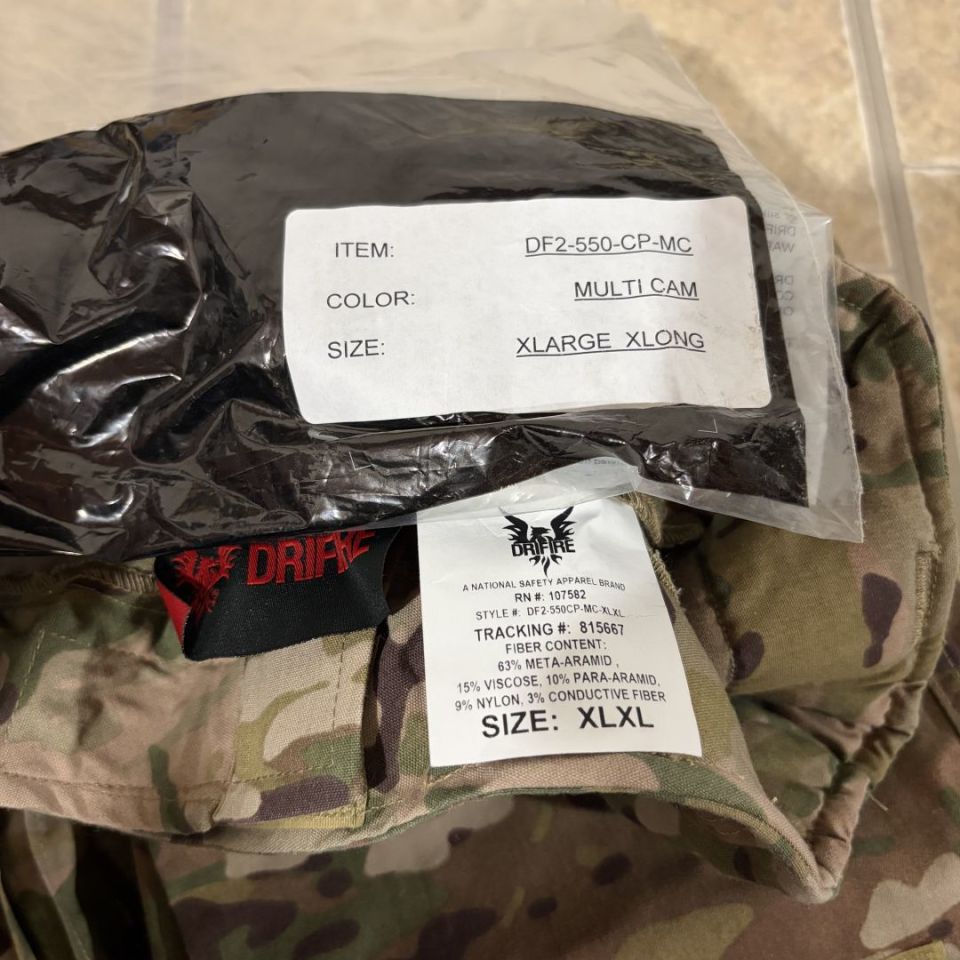 ITEM: DF2-550-CP-MC
COLOR: MULTI CAM
SIZE: XLARGE XLONG
DRIFIRE
DRIFIRE
A NATIONAL SAFETY APPAREL BRAND
RN #: 107582
STYLE #: DF2-550CP-MC-XLXL
TRACKING #: 815667
FIBER CONTENT:
63% META-ARAMID ,
15% VISCOSE, 10% PARA-ARAMID,
9% NYLON, 3% CONDUCTIVE FIBER
SIZE: XLXL